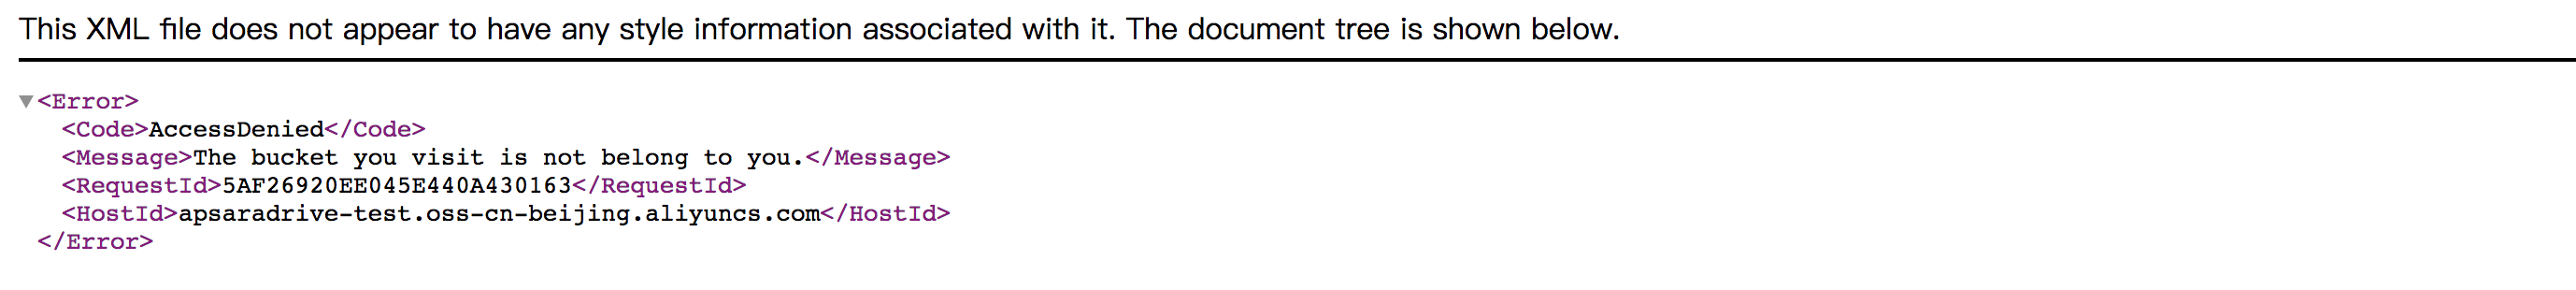 This XML file does not appear to have any style information associated with it. The document tree is shown below.
▼<Error>
<Code>AccessDenied</Code>
<Message>The bucket you visit is not belong to you.</Message>
<RequestId>5AF26920EE045E440A430163</RequestId>
<HostId>apsaradrive-test.oss-cn-beijing.aliyuncs.com</HostId>
</Error>